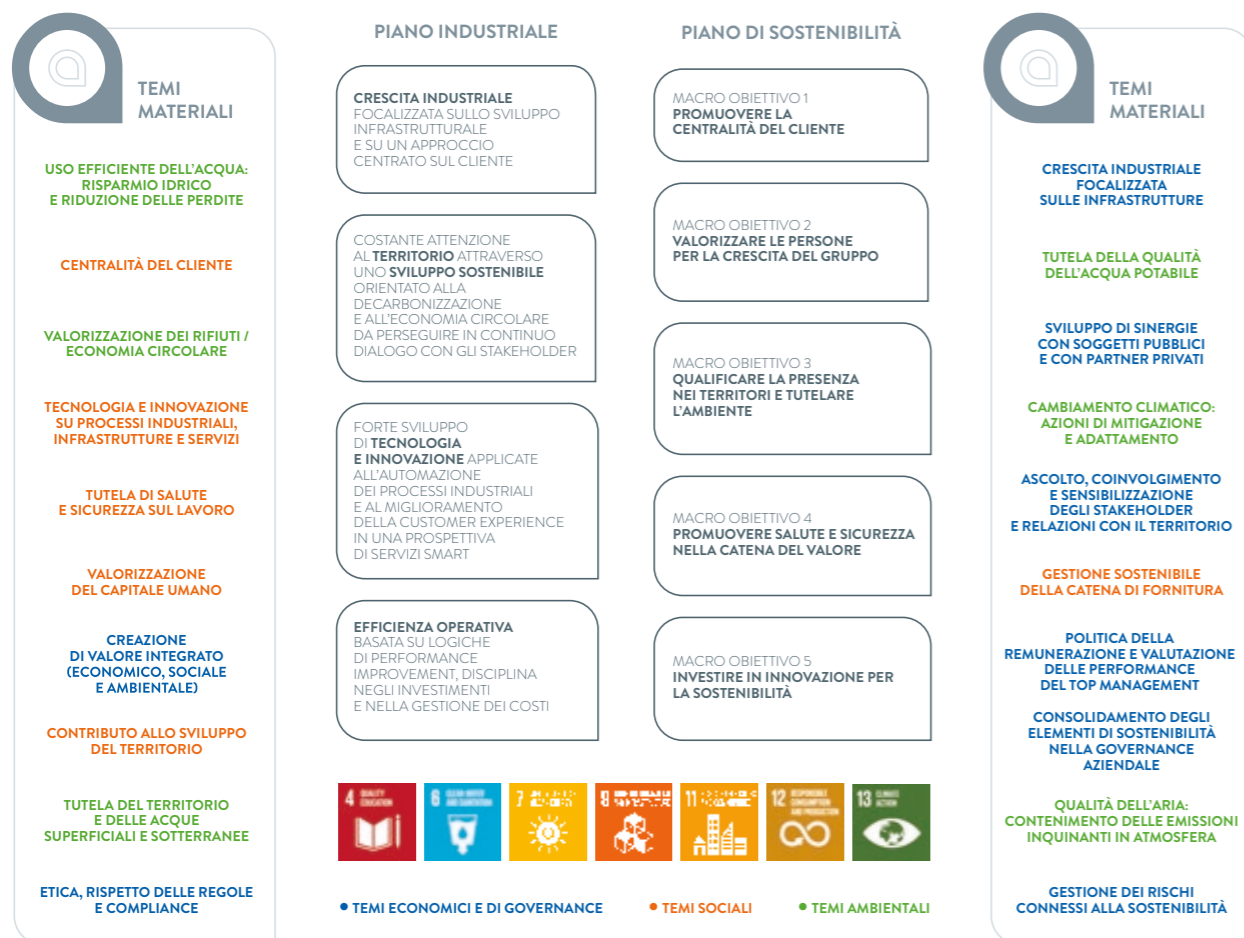 TEMI
MATERIALI
USO EFFICIENTE DELL'ACQUA:
RISPARMIO IDRICO
E RIDUZIONE DELLE PERDITE
CENTRALITÀ DEL CLIENTE
VALORIZZAZIONE DEI RIFIUTI /
ECONOMIA CIRCOLARE
TECNOLOGIA E INNOVAZIONE
SU PROCESSI INDUSTRIALI,
INFRASTRUTTURE E SERVIZI
TUTELA DI SALUTE
E SICUREZZA SUL LAVORO
VALORIZZAZIONE
DEL CAPITALE UMANO
CREAZIONE
DI VALORE INTEGRATO
(ECONOMICO, SOCIALE
E AMBIENTALE)
CONTRIBUTO ALLO SVILUPPO
DEL TERRITORIO
TUTELA DEL TERRITORIO
E DELLE ACQUE
SUPERFICIALI E SOTTERRANEE
ETICA, RISPETTO DELLE REGOLE
E COMPLIANCE
PIANO INDUSTRIALE
CRESCITA INDUSTRIALE
FOCALIZZATA SULLO SVILUPPO
INFRASTRUTTURALE
E SU UN APPROCCIO
CENTRATO SUL CLIENTE
COSTANTE ATTENZIONE
AL TERRITORIO ATTRAVERSO
UNO SVILUPPO SOSTENIBILE
ORIENTATO ALLA
DECARBONIZZAZIONE
E ALL'ECONOMIA CIRCOLARE
DA PERSEGUIRE IN CONTINUO
DIALOGO CON GLI STAKEHOLDER
FORTE SVILUPPO
DI TECNOLOGIA
E INNOVAZIONE APPLICATE
ALL'AUTOMAZIONE
DEI PROCESSI INDUSTRIALI
E AL MIGLIORAMENTO
DELLA CUSTOMER EXPERIENCE
IN UNA PROSPETTIVA
DI SERVIZI SMART
EFFICIENZA OPERATIVA
BASATA SU LOGICHE
DI PERFORMANCE
IMPROVEMENT, DISCIPLINA
NEGLI INVESTIMENTI
E NELLA GESTIONE DEI COSTI
PIANO DI SOSTENIBILITÀ
MACRO OBIETTIVO 1
PROMUOVERE LA
CENTRALITÀ DEL CLIENTE
MACRO OBIETTIVO 2
VALORIZZARE LE PERSONE
PER LA CRESCITA DEL GRUPPO
MACRO OBIETTIVO 3
QUALIFICARE LA PRESENZA
NEI TERRITORI E TUTELARE
L'AMBIENTE
MACRO OBIETTIVO 4
PROMUOVERE SALUTE E SICUREZZA
NELLA CATENA DEL VALORE
MACRO OBIETTIVO 5
INVESTIRE IN INNOVAZIONE PER
LA SOSTENIBILITÀ
4 QUALITY
EDUCATION
6 CLEAN WATER
AND SANITATION
7
8
11
12 RESPONSIBLE
CONSUMPTION
AND PRODUCTION
13 CLIMATE
ACTION
• TEMI ECONOMICI E DI GOVERNANCE
• TEMI SOCIALI
• TEMI AMBIENTALI
TEMI
MATERIALI
CRESCITA INDUSTRIALE
FOCALIZZATA
SULLE INFRASTRUTTURE
TUTELA DELLA QUALITÀ
DELL'ACQUA POTABILE
SVILUPPO DI SINERGIE
CON SOGGETTI PUBBLICI
E CON PARTNER PRIVATI
CAMBIAMENTO CLIMATICO:
AZIONI DI MITIGAZIONE
E ADATTAMENTO
ASCOLTO, COINVOLGIMENTO
E SENSIBILIZZAZIONE
DEGLI STAKEHOLDER
E RELAZIONI CON IL TERRITORIO
GESTIONE SOSTENIBILE
DELLA CATENA DI FORNITURA
POLITICA DELLA
REMUNERAZIONE E VALUTAZIONE
DELLE PERFORMANCE
DEL TOP MANAGEMENT
CONSOLIDAMENTO DEGLI
ELEMENTI DI SOSTENIBILITÀ
NELLA GOVERNANCE
AZIENDALE
QUALITÀ DELL'ARIA:
CONTENIMENTO DELLE EMISSIONI
INQUINANTI IN ATMOSFERA
GESTIONE DEI RISCHI
CONNESSI ALLA SOSTENIBILITÀ